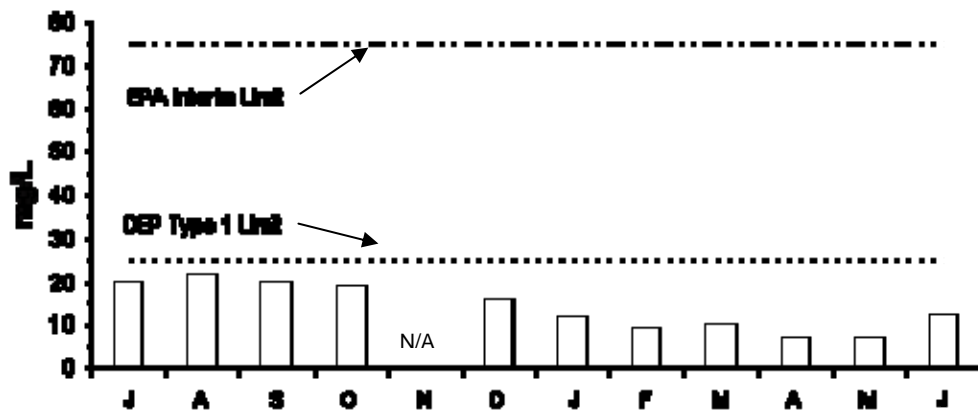 80
70
EPA Interim Limit
60
50
mg/L
40
DEP Type 1 Limit
30
20
10
N/A
0
J A S O N D J F M A M J